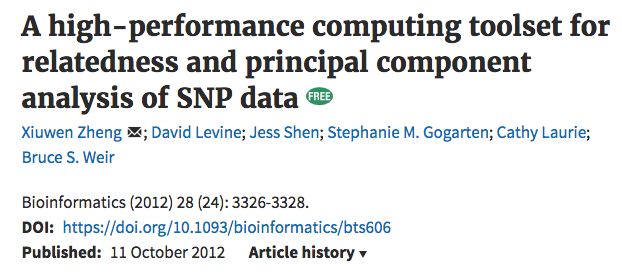 A high-performance computing toolset for
relatedness and principal component
analysis of SNP data FREE
Xiuwen Zheng ; David Levine; Jess Shen; Stephanie M. Gogarten; Cathy Laurie;
Bruce S. Weir
Bioinformatics (2012) 28 (24): 3326-3328.
DOI: https://doi.org/10.1093/bioinformatics/bts606
Published: 11 October 2012 Article history ▾